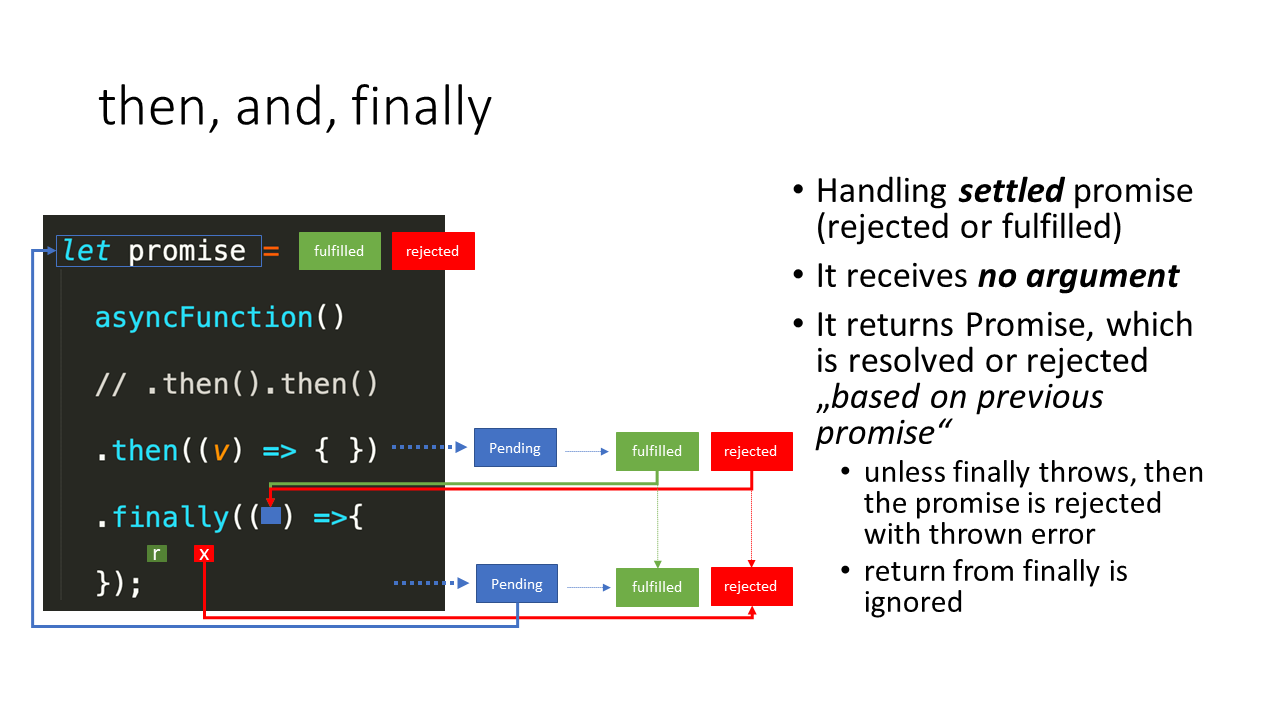 then, and, finally
let promise = fulfilled rejected
asyncFunction()
// .then().then()
.then((v) => { }) Pending fulfilled rejected
.finally(( ) =>{
r x
}); Pending fulfilled rejected
• Handling settled promise
(rejected or fulfilled)
• It receives no argument
• It returns Promise, which
is resolved or rejected
„based on previous
promise“
• unless finally throws, then
the promise is rejected
with thrown error
• return from finally is
ignored